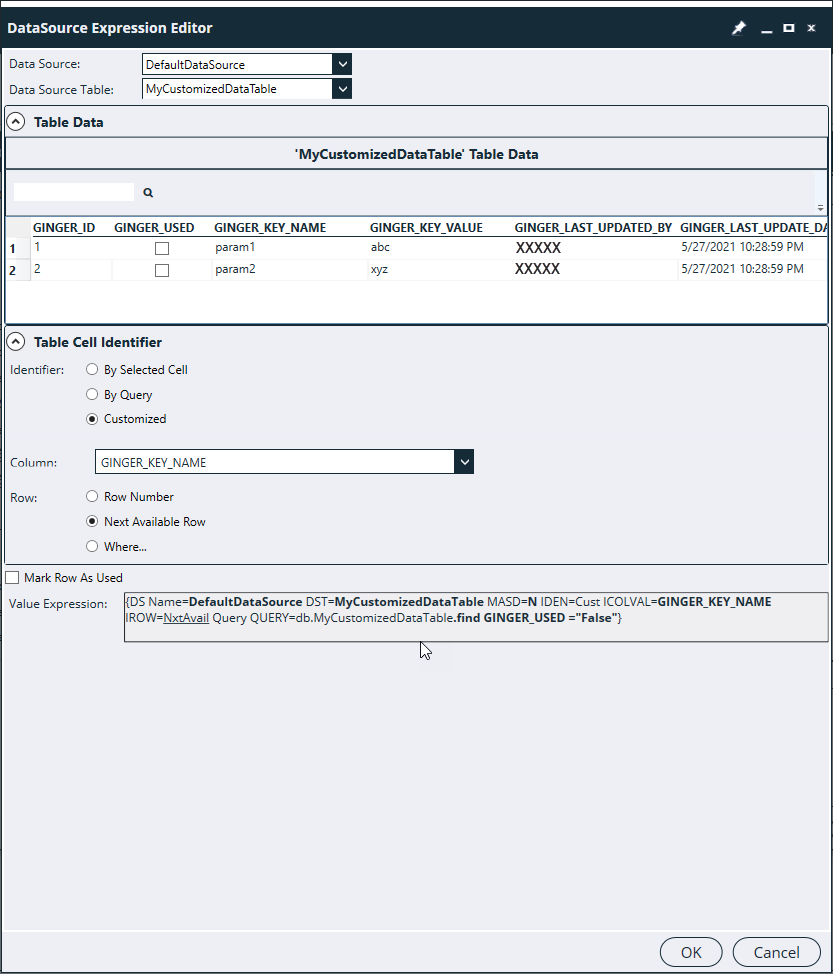 DataSource Expression Editor
Data Source: DefaultDataSource
Data Source Table: MyCustomizedDataTable
Table Data
'MyCustomizedDataTable' Table Data
GINGER_ID GINGER_USED GINGER_KEY_NAME GINGER_KEY_VALUE GINGER_LAST_UPDATED_BY GINGER_LAST_UPDATE_DA
1 1 param1 abc XXXXX 5/27/2021 10:28:59 PM
2 2 param2 xyz XXXXX 5/27/2021 10:28:59 PM
Table Cell Identifier
Identifier: By Selected Cell
By Query
Customized
Column: GINGER_KEY_NAME
Row: Row Number
Next Available Row
Where...
Mark Row As Used
Value Expression: {DS Name=DefaultDataSource DST=MyCustomizedDataTable MASD=N IDEN=Cust ICOLVAL=GINGER_KEY_NAME
IROW=NxtAvail Query QUERY=db.MyCustomizedDataTable.find GINGER_USED ="False"}
OK Cancel